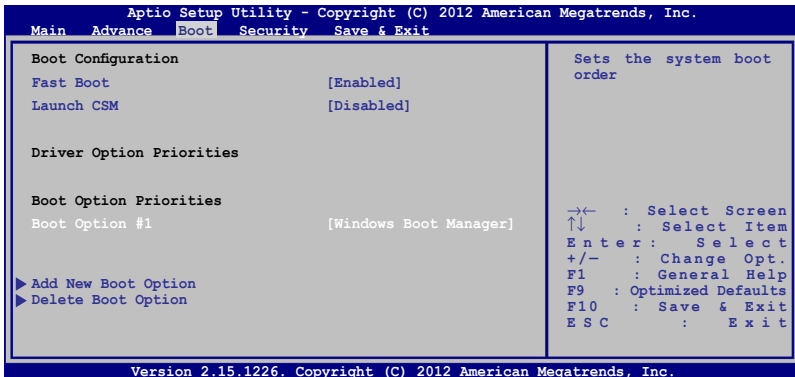 Aptio Setup Utility - Copyright (C) 2012 American Megatrends, Inc.
Main Advance Boot Security Save & Exit
Boot Configuration
Fast Boot [Enabled]
Launch CSM [Disabled]
Driver Option Priorities
Boot Option Priorities
Boot Option #1 [Windows Boot Manager]
Add New Boot Option
Delete Boot Option
Sets the system boot
order
→← : Select Screen
↑↓ : Select Item
Enter: Select
+/— : Change Opt.
F1 : General Help
F9 : Optimized Defaults
F10 : Save & Exit
ESC : Exit
Version 2.15.1226. Copyright (C) 2012 American Megatrends, Inc.